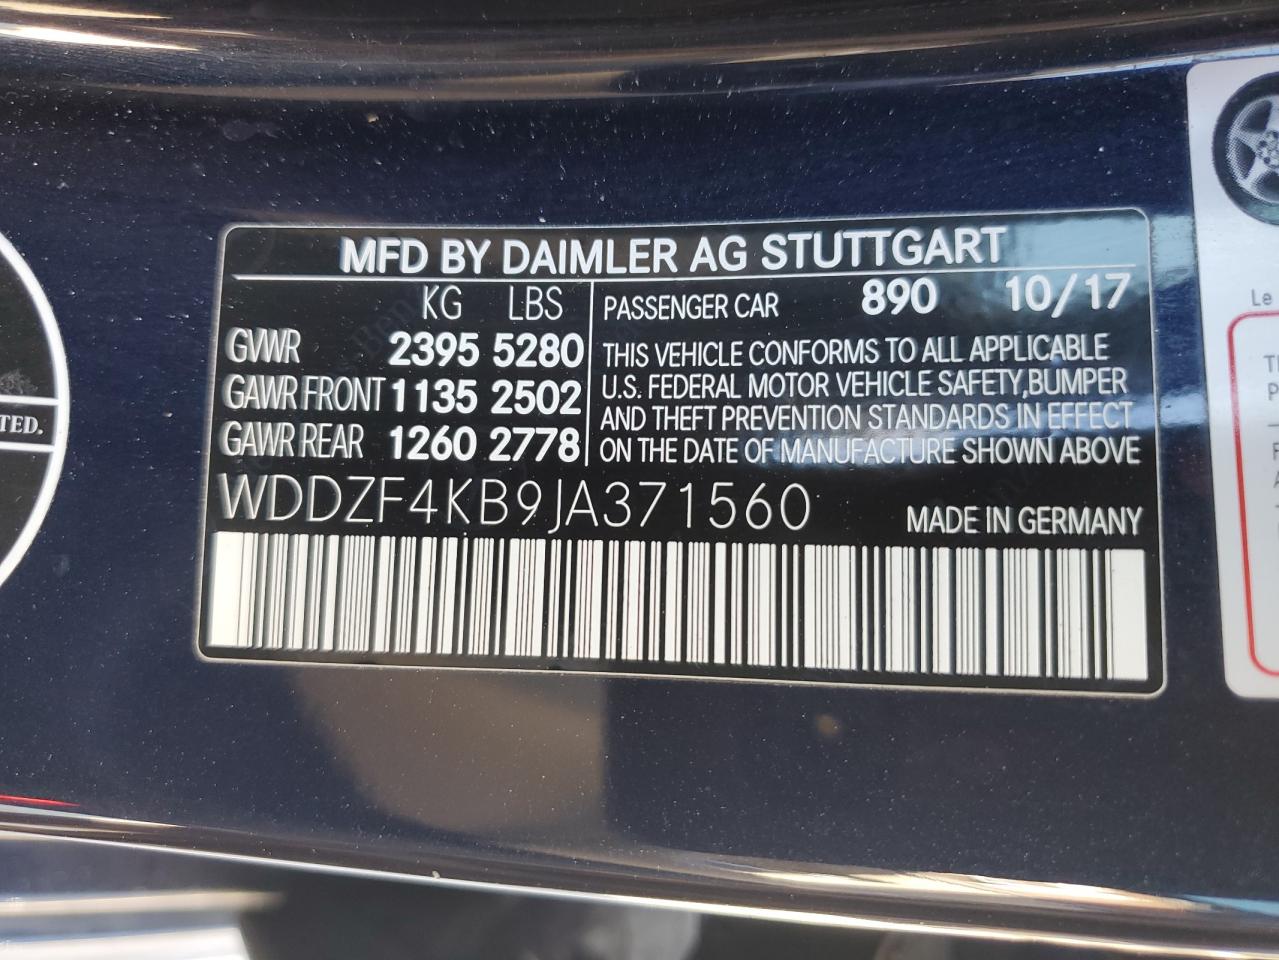 MFD BY DAIMLER AG STUTTGART
KG LBS
GVWR 2395 5280
GAWR FRONT 1135 2502
GAWR REAR 1260 2778
PASSENGER CAR 890 10/17
THIS VEHICLE CONFORMS TO ALL APPLICABLE
U.S. FEDERAL MOTOR VEHICLE SAFETY,BUMPER
AND THEFT PREVENTION STANDARDS IN EFFECT
ON THE DATE OF MANUFACTURE SHOWN ABOVE
WDDZF4KB9JA371560
MADE IN GERMANY
TED.
Le